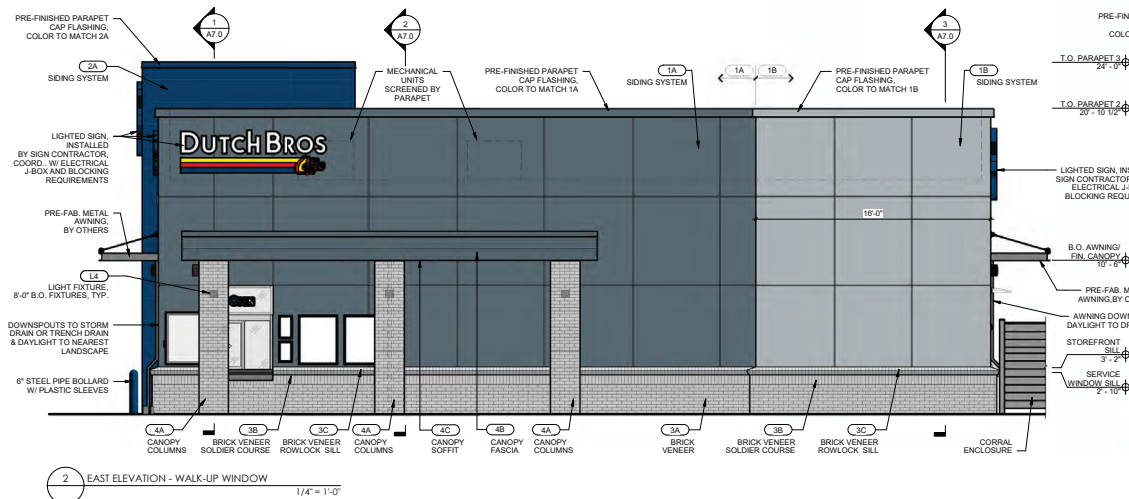 PRE-FINISHED PARAPET
CAP FLASHING,
COLOR TO MATCH 2A
1
A7.0
2
A7.0
3
A7.0
PRE-FIN
COLO
2A
SIDING SYSTEM
MECHANICAL
UNITS
SCREENED BY
PARAPET
PRE-FINISHED PARAPET
CAP FLASHING,
COLOR TO MATCH 1A
1A
SIDING SYSTEM
1A
1B
PRE-FINISHED PARAPET
CAP FLASHING,
COLOR TO MATCH 1B
1B
SIDING SYSTEM
T.O. PARAPET 3
24' - 0"
T.O. PARAPET 2
20' - 10 1/2"
DUTCH BROS
LIGHTED SIGN,
INSTALLED
BY SIGN CONTRACTOR,
COORD.. W/ ELECTRICAL
J-BOX AND BLOCKING
REQUIREMENTS
LIGHTED SIGN, INS
SIGN CONTRACTOR
ELECTRICAL J-
BLOCKING REQU
PRE-FAB. METAL
AWNING,
BY OTHERS
16'-0"
B.O. AWNING/
FIN. CANOPY
10' - 6"
L4
LIGHT FIXTURE,
8'-0" B.O. FIXTURES, TYP.
OPEN
PRE-FAB. M
AWNING,BY O
DOWNSPOUTS TO STORM
DRAIN OR TRENCH DRAIN
& DAYLIGHT TO NEAREST
LANDSCAPE
AWNING DOWN
DAYLIGHT TO DR
STOREFRONT
SILL
3' - 2"
6" STEEL PIPE BOLLARD
W/ PLASTIC SLEEVES
SERVICE
WINDOW SILL
2' - 10"
4A
CANOPY
COLUMNS
3B
BRICK VENEER
SOLDIER COURSE
3C
BRICK VENEER
ROWLOCK SILL
4A
CANOPY
COLUMNS
4C
CANOPY
SOFFIT
4B
CANOPY
FASCIA
4A
CANOPY
COLUMNS
3A
BRICK
VENEER
3B
BRICK VENEER
SOLDIER COURSE
3C
BRICK VENEER
ROWLOCK SILL
CORRAL
ENCLOSURE
2
EAST ELEVATION - WALK-UP WINDOW
1/4" = 1'-0"